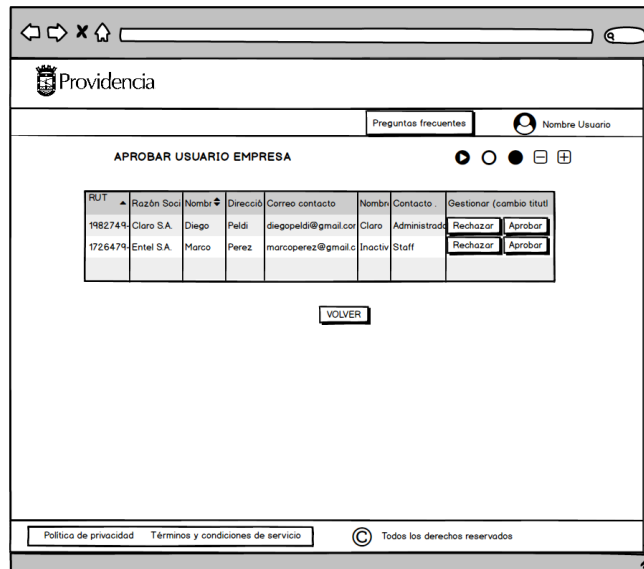 Providencia
Preguntas frecuentes
Nombre Usuario
APROBAR USUARIO EMPRESA
RUT Razón Soci Nombr Direcció Correo contacto Nombr Contacto . Gestionar (cambio titutl
1982749- Claro S.A. Diego Peldi diegopeldi@gmail.cor Claro Administrado Rechazar Aprobar
1726479- Entel S.A. Marco Perez marcoperez@gmail.c Inactiv Staff Rechazar Aprobar
VOLVER
Política de privacidad Términos y condiciones de servicio © Todos los derechos reservados